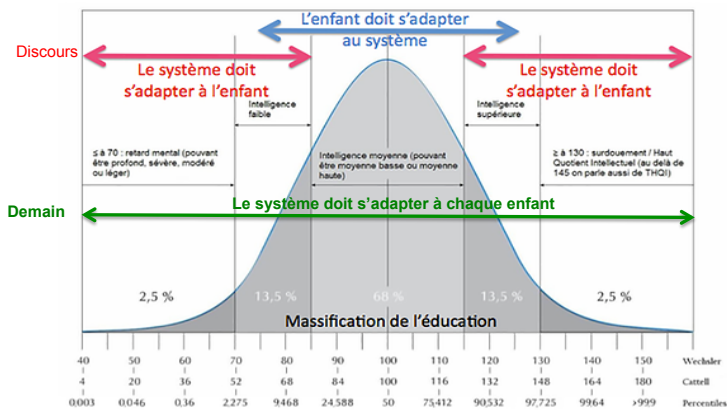 L'enfant doit s'adapter
au système
Discours
Le système doit
s'adapter à l'enfant
Le système doit
s'adapter à l'enfant
Intelligence
faible
Intelligence
supérieure
≤ à 70 : retard mental (pouvant
être profond, sévère, modéré
ou léger)
Intelligence moyenne (pouvant
être moyenne basse ou moyenne
haute)
≥ à 130 : surdouement / Haut
Quotient Intellectuel (au delà de
145 on parle aussi de THQI)
Demain
Le système doit s'adapter à chaque enfant
2,5 % 13,5 % 68 % 13,5 % 2,5 %
Massification de l'éducation
40 50 60 70 80 90 100 110 120 130 140 150 Wechsler
4 20 36 52 68 84 100 116 132 148 164 180 Cattell
0,003 0,046 0,36 2,275 9,468 24,588 50 75,412 90,532 97,725 99,64 >999 Percentiles